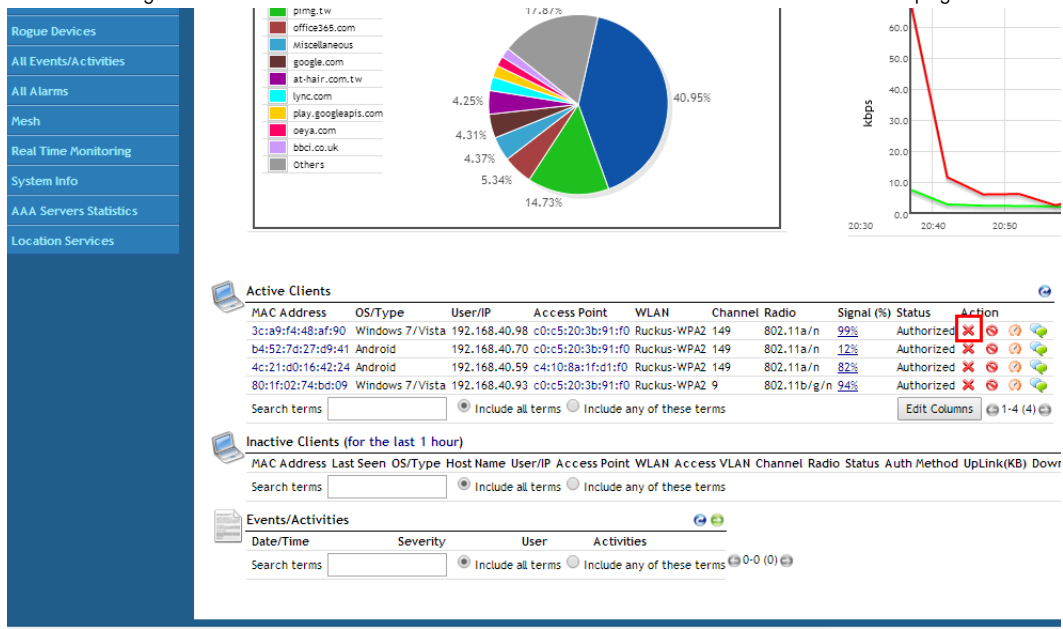 Rogue Devices
All Events/Activities
All Alarms
Mesh
Real Time Monitoring
System Info
AAA Servers Statistics
Location Services
pimg.tw
office365.com
Miscellaneous
google.com
at-hair.com.tw
lync.com
play.googleapis.com
oeya.com
bbci.co.uk
Others
17.87%
40.95%
4.25%
4.31%
4.37%
5.34%
14.73%
kbps
60.0
50.0
40.0
30.0
20.0
10.0
0.0
20:30 20:40 20:50
Active Clients
MAC Address OS/Type User/IP Access Point WLAN Channel Radio Signal (%) Status Action
3c:a9:f4:48:af:90 Windows 7/Vista 192.168.40.98 c0:c5:20:3b:91:f0 Ruckus-WPA2 149 802.11a/n 99% Authorized
b4:52:7d:27:d9:41 Android 192.168.40.70 c0:c5:20:3b:91:f0 Ruckus-WPA2 149 802.11a/n 12% Authorized
4c:21:d0:16:42:24 Android 192.168.40.59 c4:10:8a:1f:d1:f0 Ruckus-WPA2 149 802.11a/n 82% Authorized
80:1f:02:74:bd:09 Windows 7/Vista 192.168.40.93 c0:c5:20:3b:91:f0 Ruckus-WPA2 9 802.11b/g/n 94% Authorized
Search terms Include all terms Include any of these terms Edit Columns 1-4 (4)
Inactive Clients (for the last 1 hour)
MAC Address Last Seen OS/Type Host Name User/IP Access Point WLAN Access VLAN Channel Radio Status Auth Method UpLink(KB) Down
Search terms Include all terms Include any of these terms
Events/Activities
Date/Time Severity User Activities
Search terms Include all terms Include any of these terms 0-0 (0)